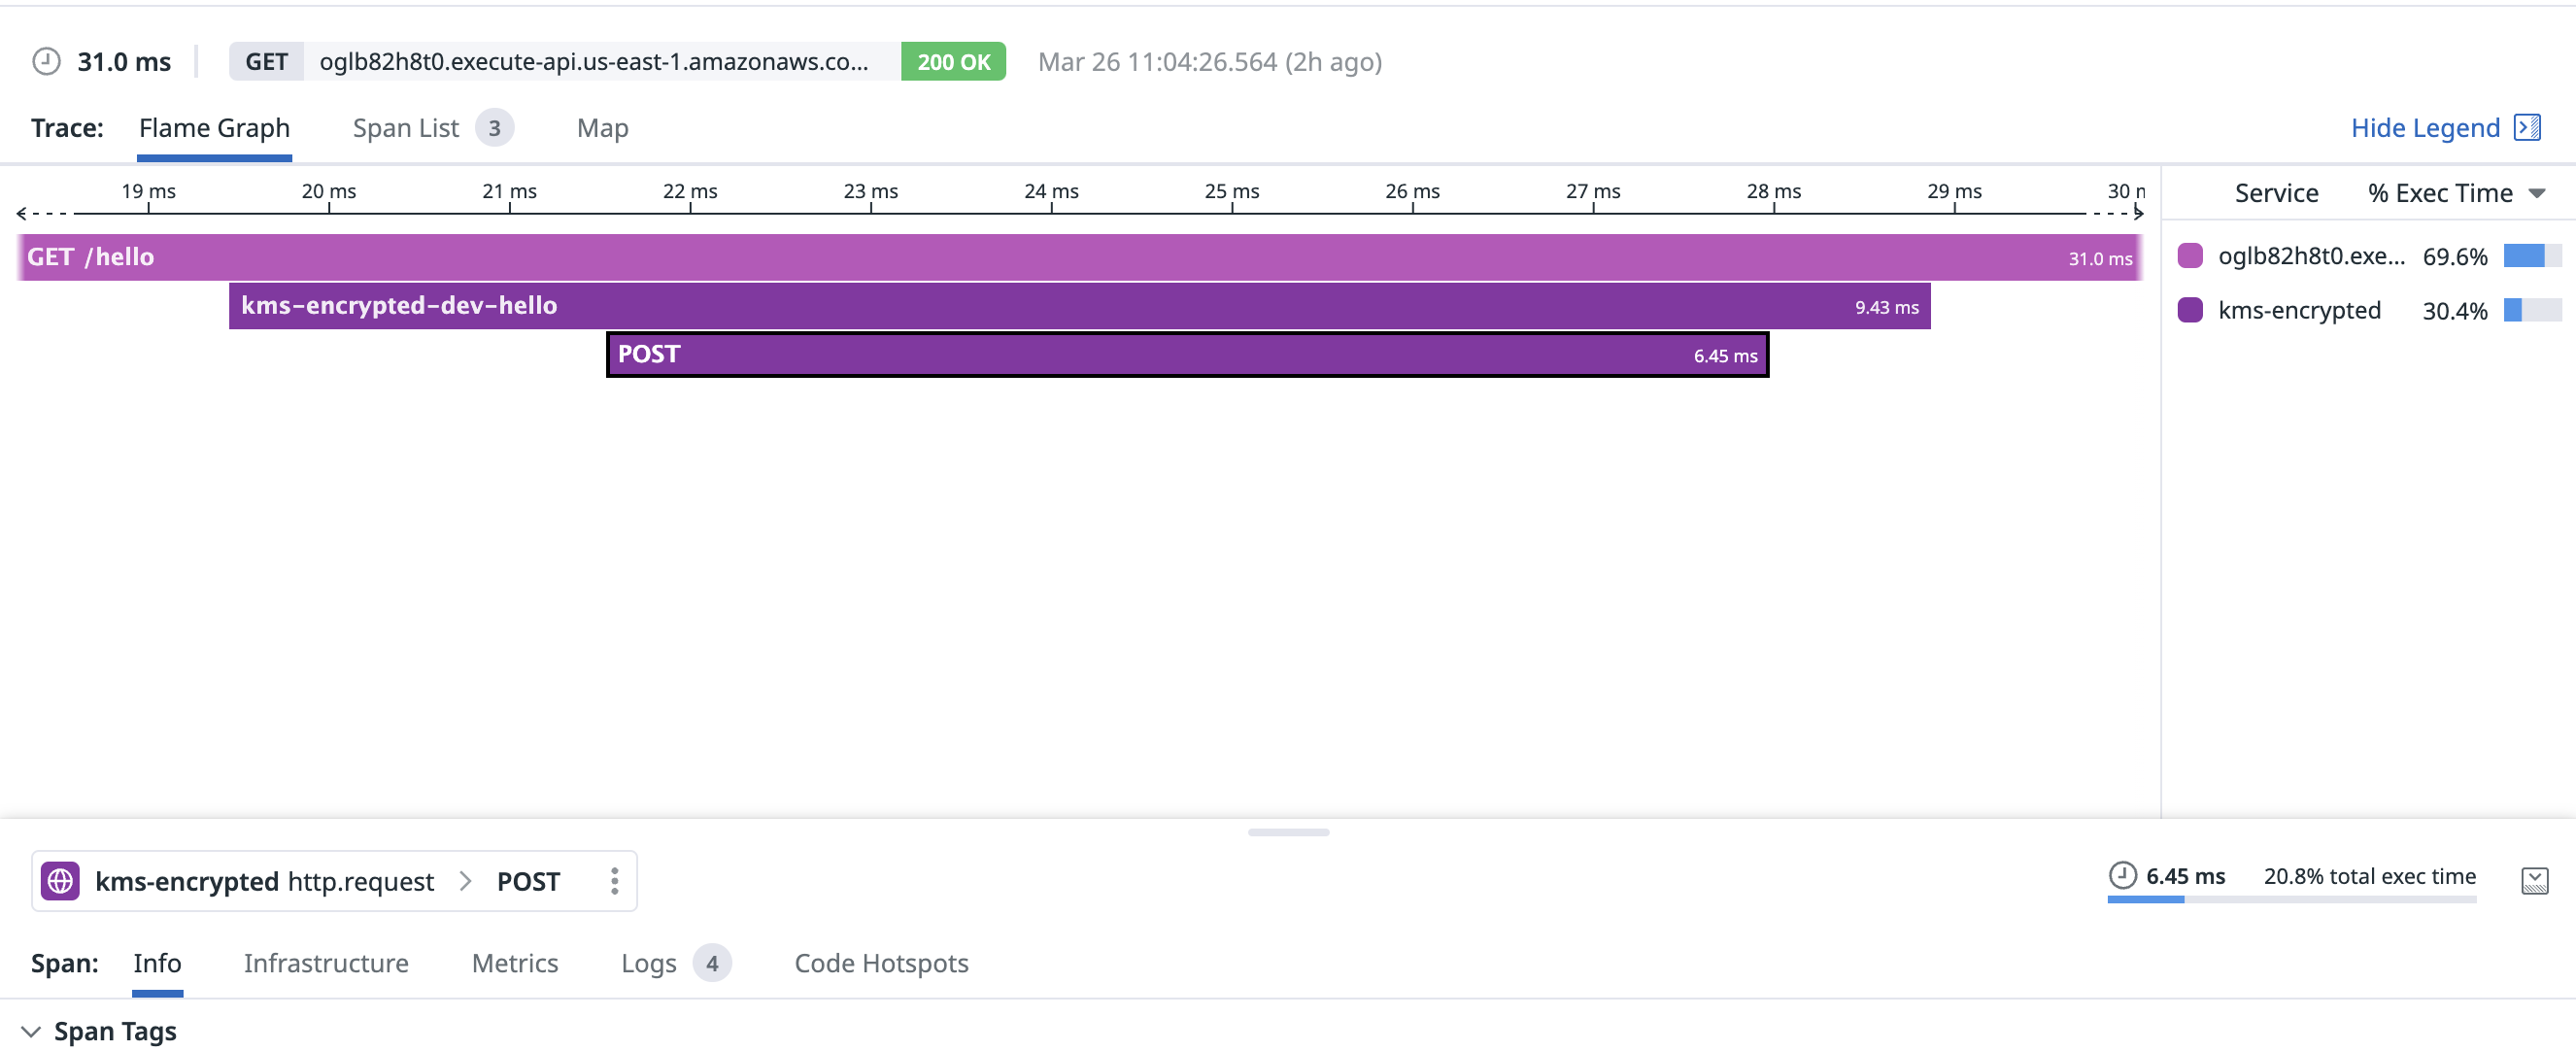 31.0 ms GET oglb82h8t0.execute-api.us-east-1.amazonaws.co... 200 OK Mar 26 11:04:26.564 (2h ago)
Trace: Flame Graph Span List 3 Map Hide Legend
19 ms 20 ms 21 ms 22 ms 23 ms 24 ms 25 ms 26 ms 27 ms 28 ms 29 ms 30 n
Service % Exec Time
GET /hello 31.0 ms
oglb82h8t0.exe... 69.6%
kms-encrypted-dev-hello 9.43 ms
kms-encrypted 30.4%
POST 6.45 ms
kms-encrypted http.request > POST
6.45 ms 20.8% total exec time
Span: Info Infrastructure Metrics Logs 4 Code Hotspots
Span Tags